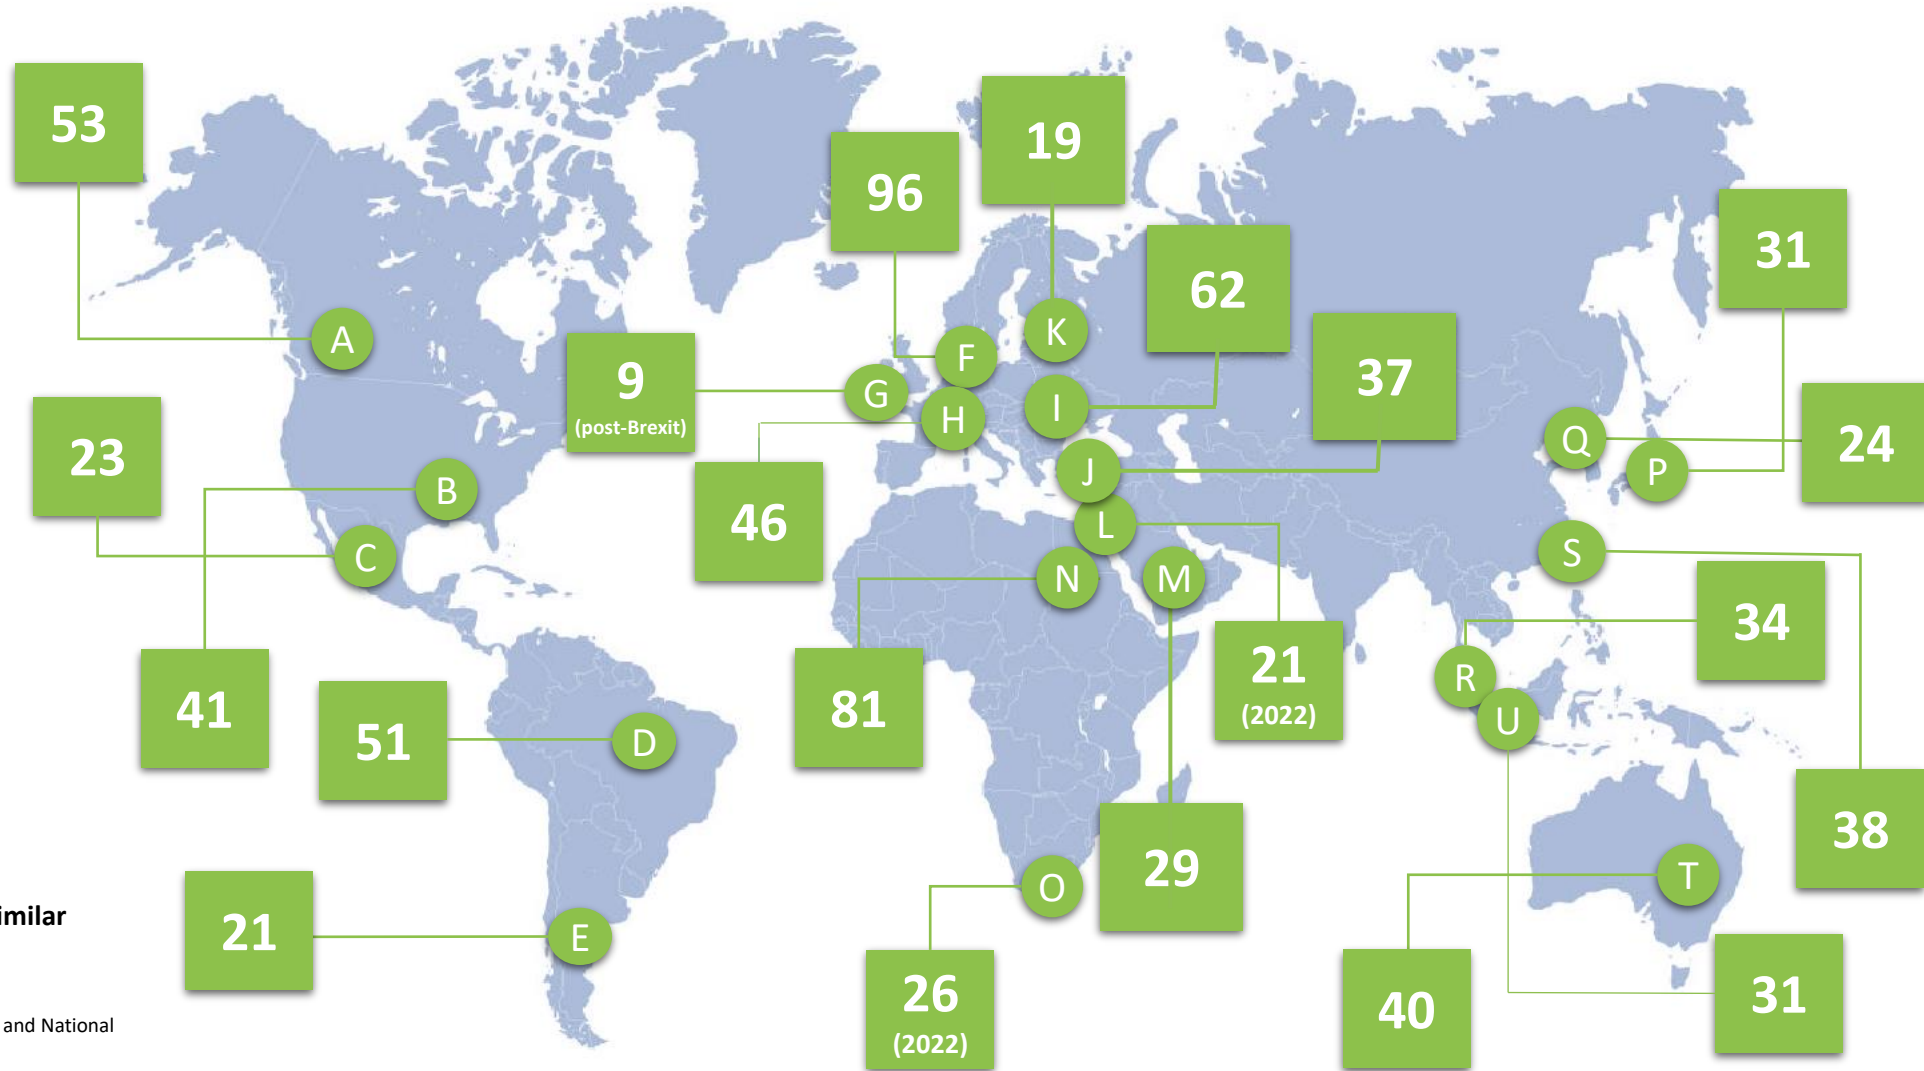 53
19
96
31
62
A
K
F
37
9
(post-Brexit)
G
H
I
Q
24
23
P
B
J
46
L
C
S
N
M
34
21
(2022)
R
81
41
U
51
D
38
29
T
O
21
E
26
(2022)
40
31
imilar
and National